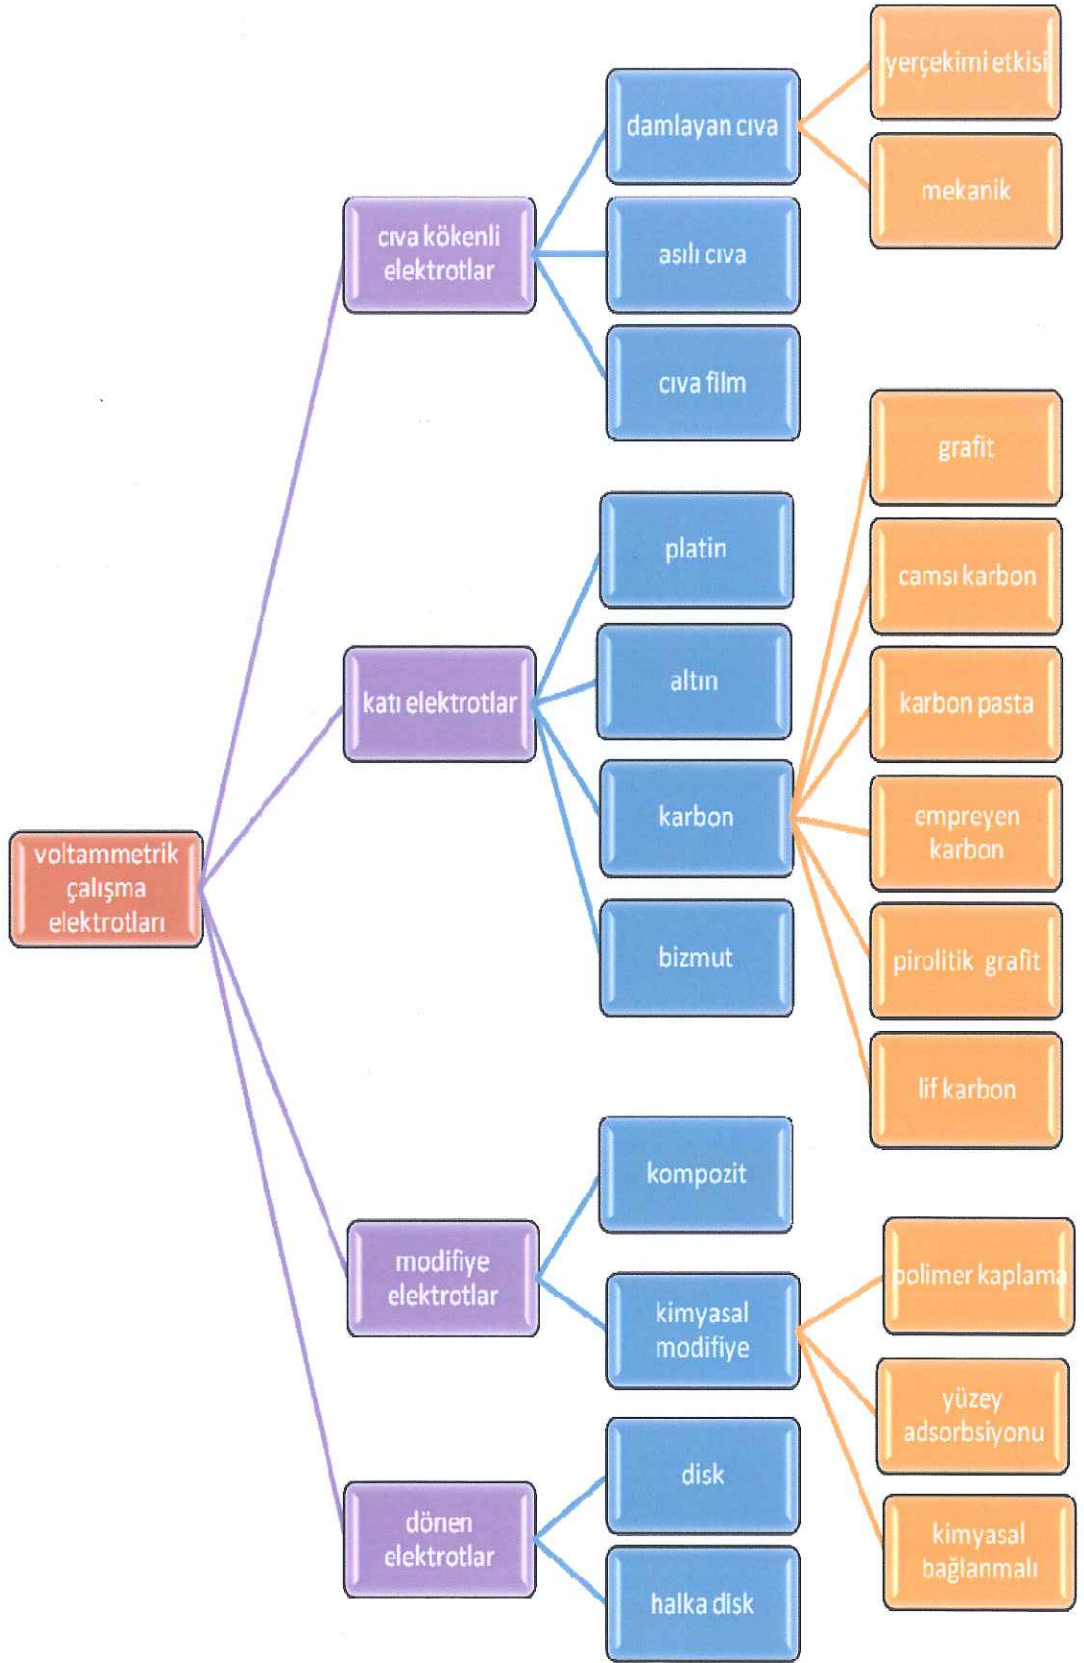 voltammetrik
çalışma
elektrotları
cıva kökenli
elektrotlar
damlayan cıva
yerçekimi etkisi
mekanik
asılı cıva
cıva film
katı elektrotlar
platin
altın
karbon
grafit
camsı karbon
karbon pasta
empreyen
karbon
pirolitik grafit
lif karbon
bizmut
modifiye
elektrotlar
kompozit
kimyasal
modifiye
polimer kaplama
yüzey
adsorbsiyonu
kimyasal
bağlanmalı
dönen
elektrotlar
disk
halka disk